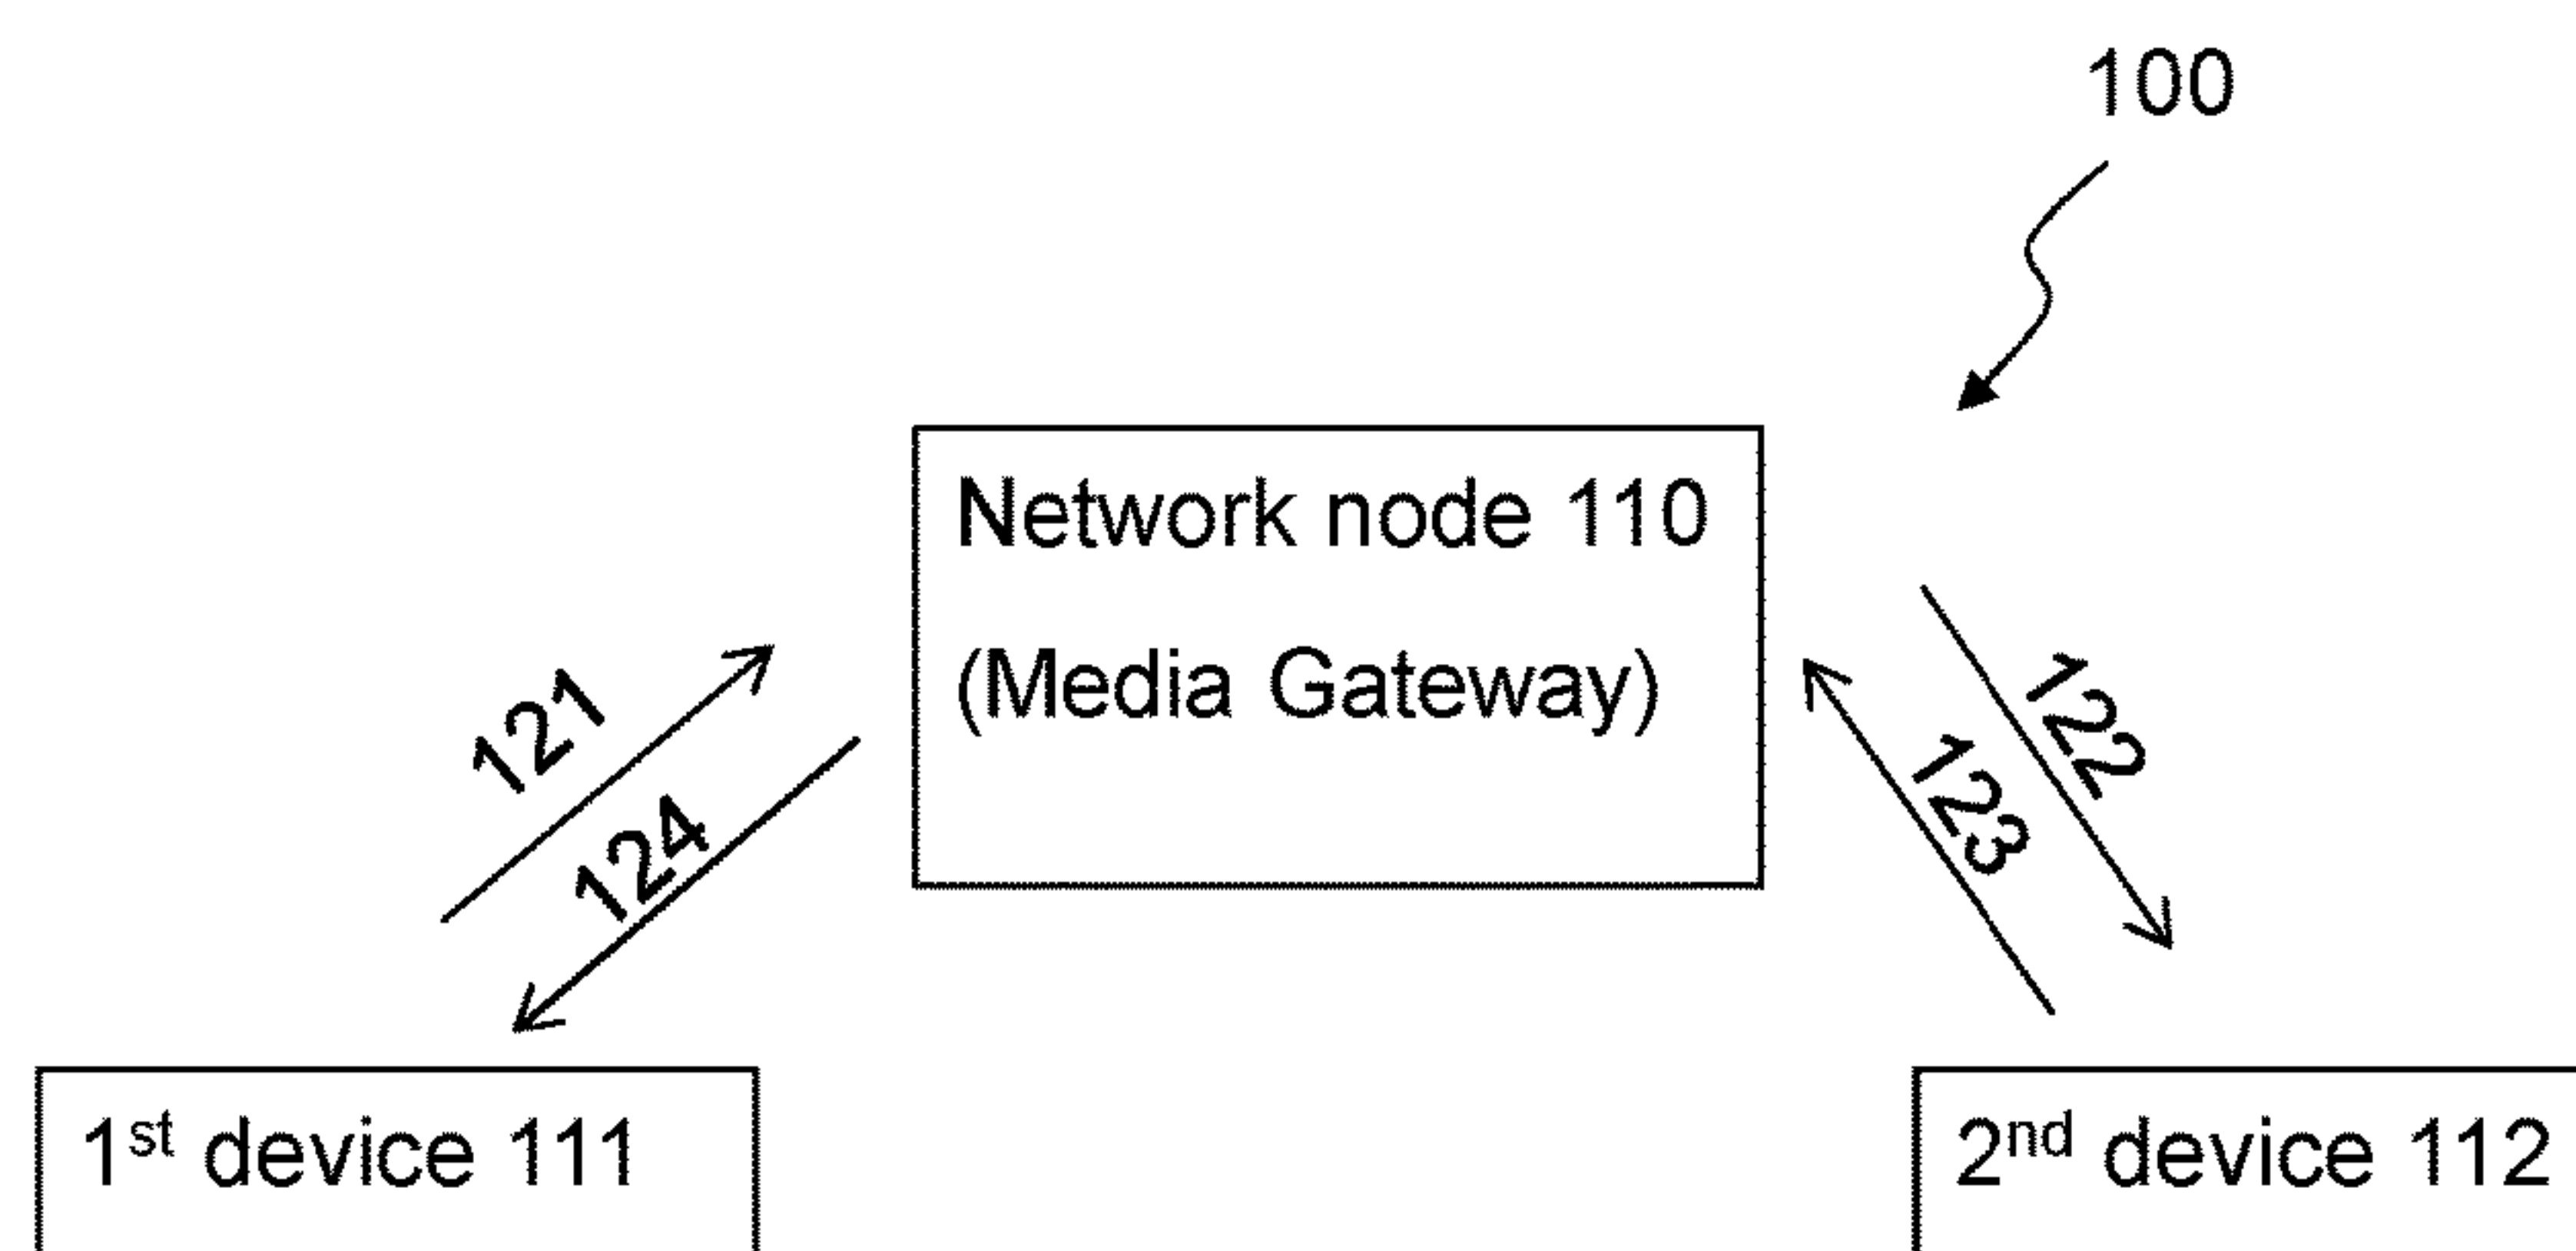 100
Network node 110
(Media Gateway)
121
124
122
123
1st device 111
2nd device 112